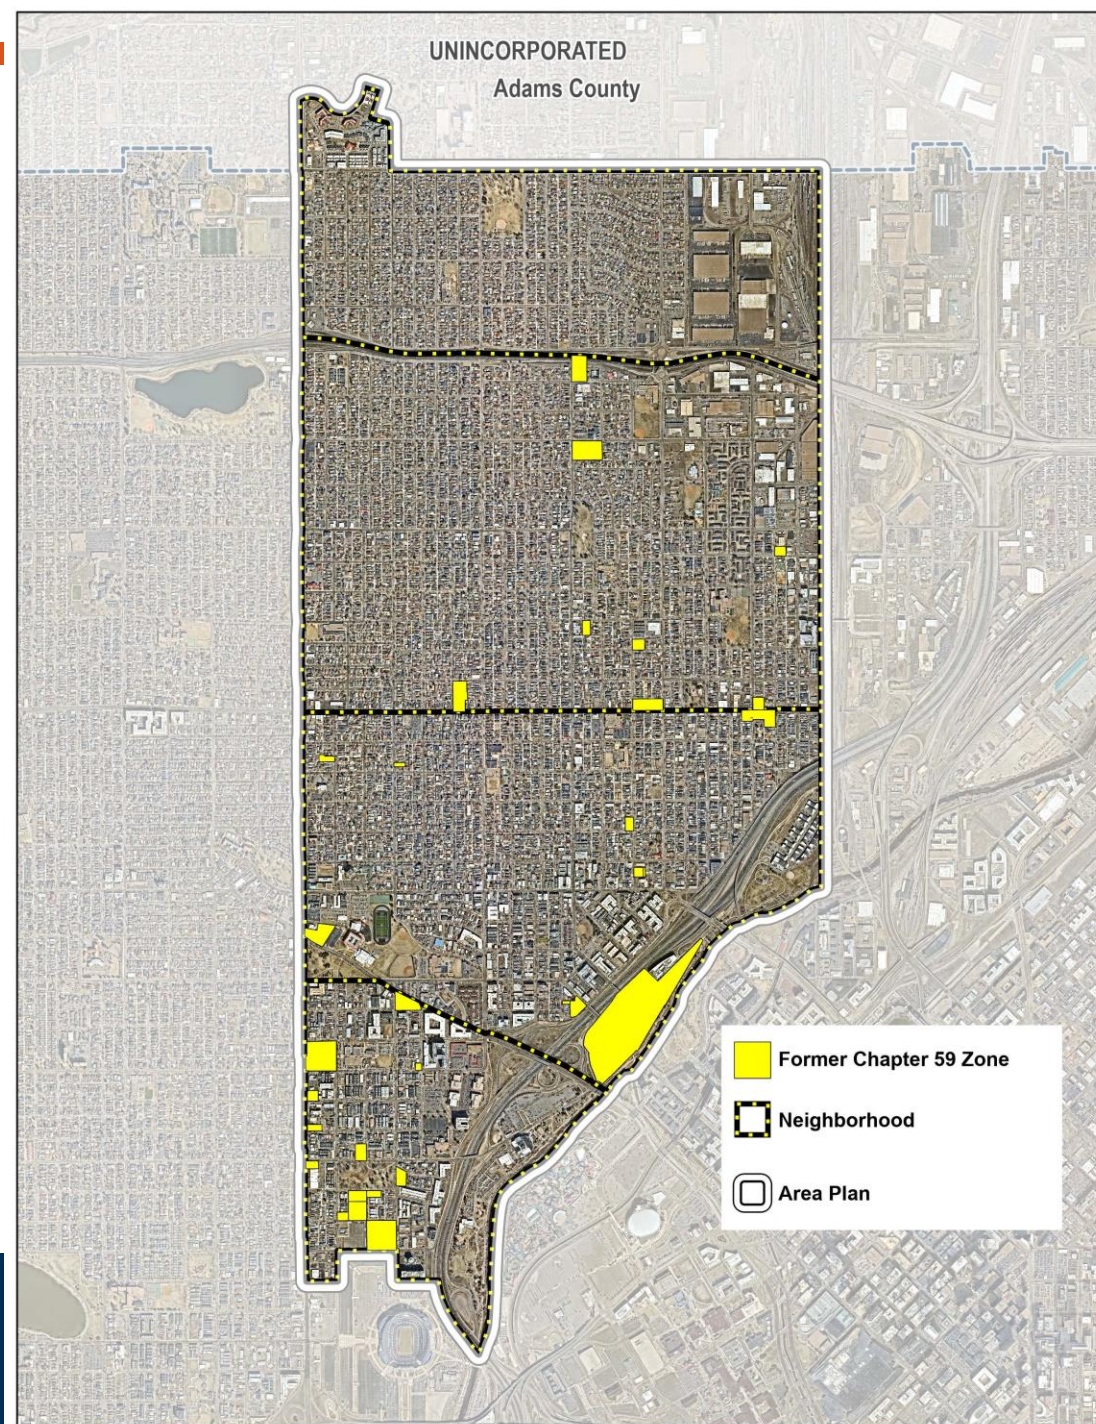 UNINCORPORATED
Adams County
Former Chapter 59 Zone
Neighborhood
Area Plan